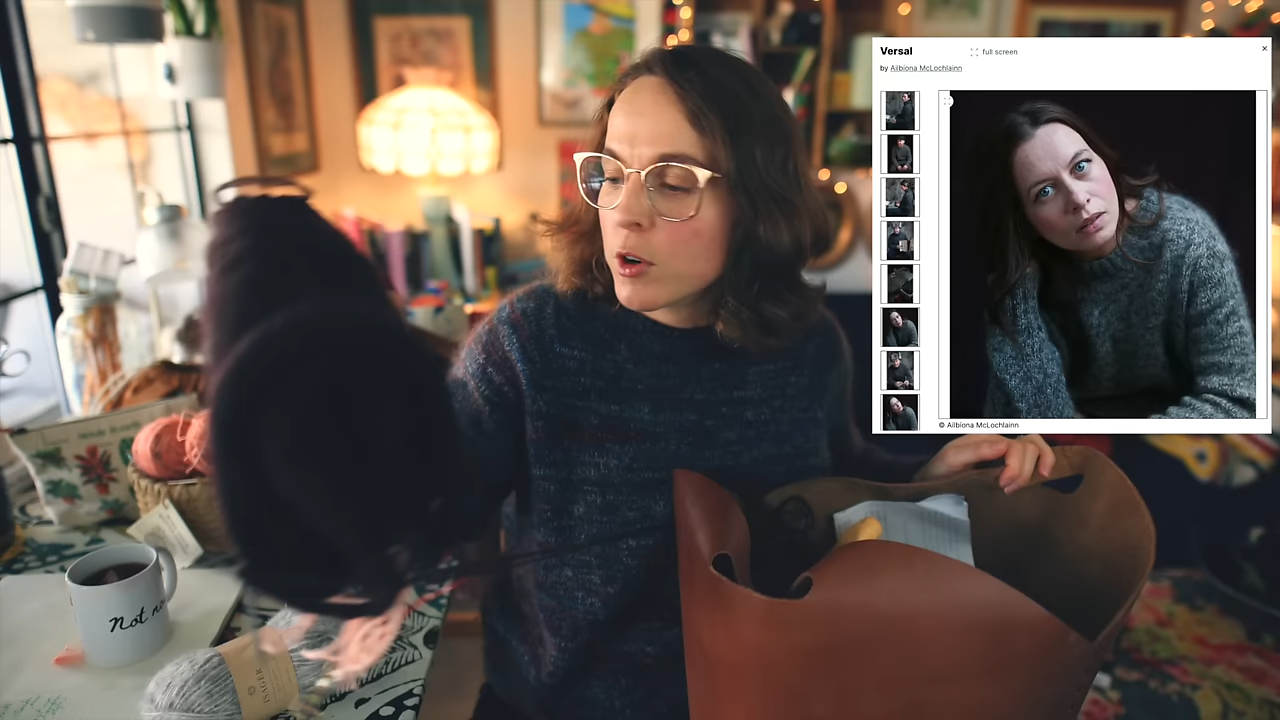 Versal
full screen
by Ailbíona McLochlainn
© Ailbíona McLochlainn
Not n
ISAGER